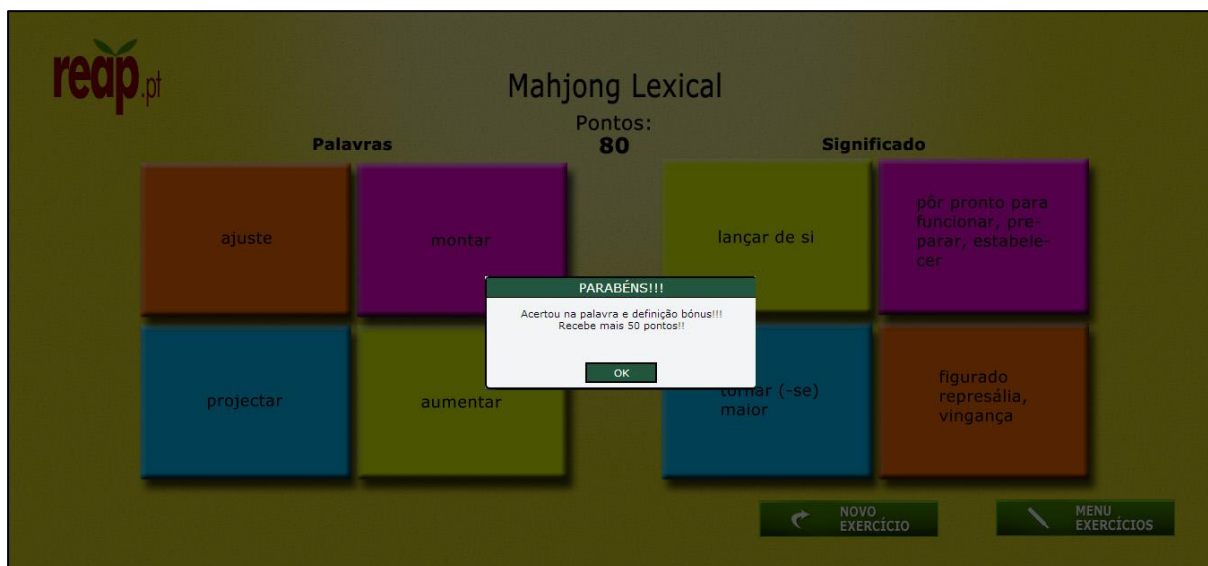 reap.pt
Mahjong Lexical
Pontos:
80
Palavras
Significado
ajuste
montar
lançar de si
pôr pronto para
funcionar, pre-
parar, estabele-
cer
PARABÉNS!!!
Acertou na palavra e definição bónus!!!
Recebe mais 50 pontos!!
OK
projectar
aumentar
tornar (-se)
maior
figurado
represália,
vingança
NOVO
EXERCÍCIO
MENU
EXERCÍCIOS